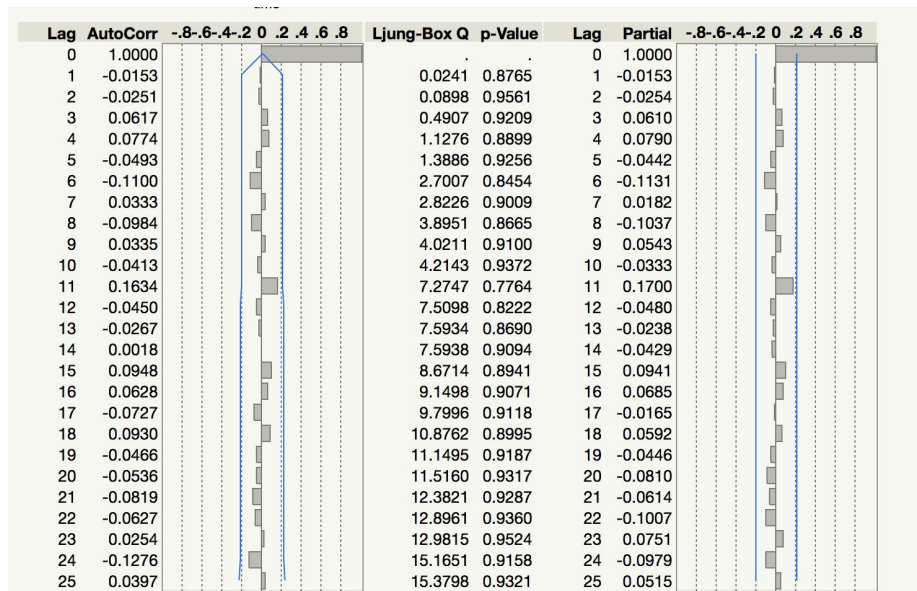 Lag AutoCorr -.8-.6-.4-.2 0 .2 .4 .6 .8 Ljung-Box Q p-Value Lag Partial -.8-.6-.4-.2 0 .2 .4 .6 .8
0 1.0000 . . 0 1.0000
1 -0.0153 0.0241 0.8765 1 -0.0153
2 -0.0251 0.0898 0.9561 2 -0.0254
3 0.0617 0.4907 0.9209 3 0.0610
4 0.0774 1.1276 0.8899 4 0.0790
5 -0.0493 1.3886 0.9256 5 -0.0442
6 -0.1100 2.7007 0.8454 6 -0.1131
7 0.0333 2.8226 0.9009 7 0.0182
8 -0.0984 3.8951 0.8665 8 -0.1037
9 0.0335 4.0211 0.9100 9 0.0543
10 -0.0413 4.2143 0.9372 10 -0.0333
11 0.1634 7.2747 0.7764 11 0.1700
12 -0.0450 7.5098 0.8222 12 -0.0480
13 -0.0267 7.5934 0.8690 13 -0.0238
14 0.0018 7.5938 0.9094 14 -0.0429
15 0.0948 8.6714 0.8941 15 0.0941
16 0.0628 9.1498 0.9071 16 0.0685
17 -0.0727 9.7996 0.9118 17 -0.0165
18 0.0930 10.8762 0.8995 18 0.0592
19 -0.0466 11.1495 0.9187 19 -0.0446
20 -0.0536 11.5160 0.9317 20 -0.0810
21 -0.0819 12.3821 0.9287 21 -0.0614
22 -0.0627 12.8961 0.9360 22 -0.1007
23 0.0254 12.9815 0.9524 23 0.0751
24 -0.1276 15.1651 0.9158 24 -0.0979
25 0.0397 15.3798 0.9321 25 0.0515